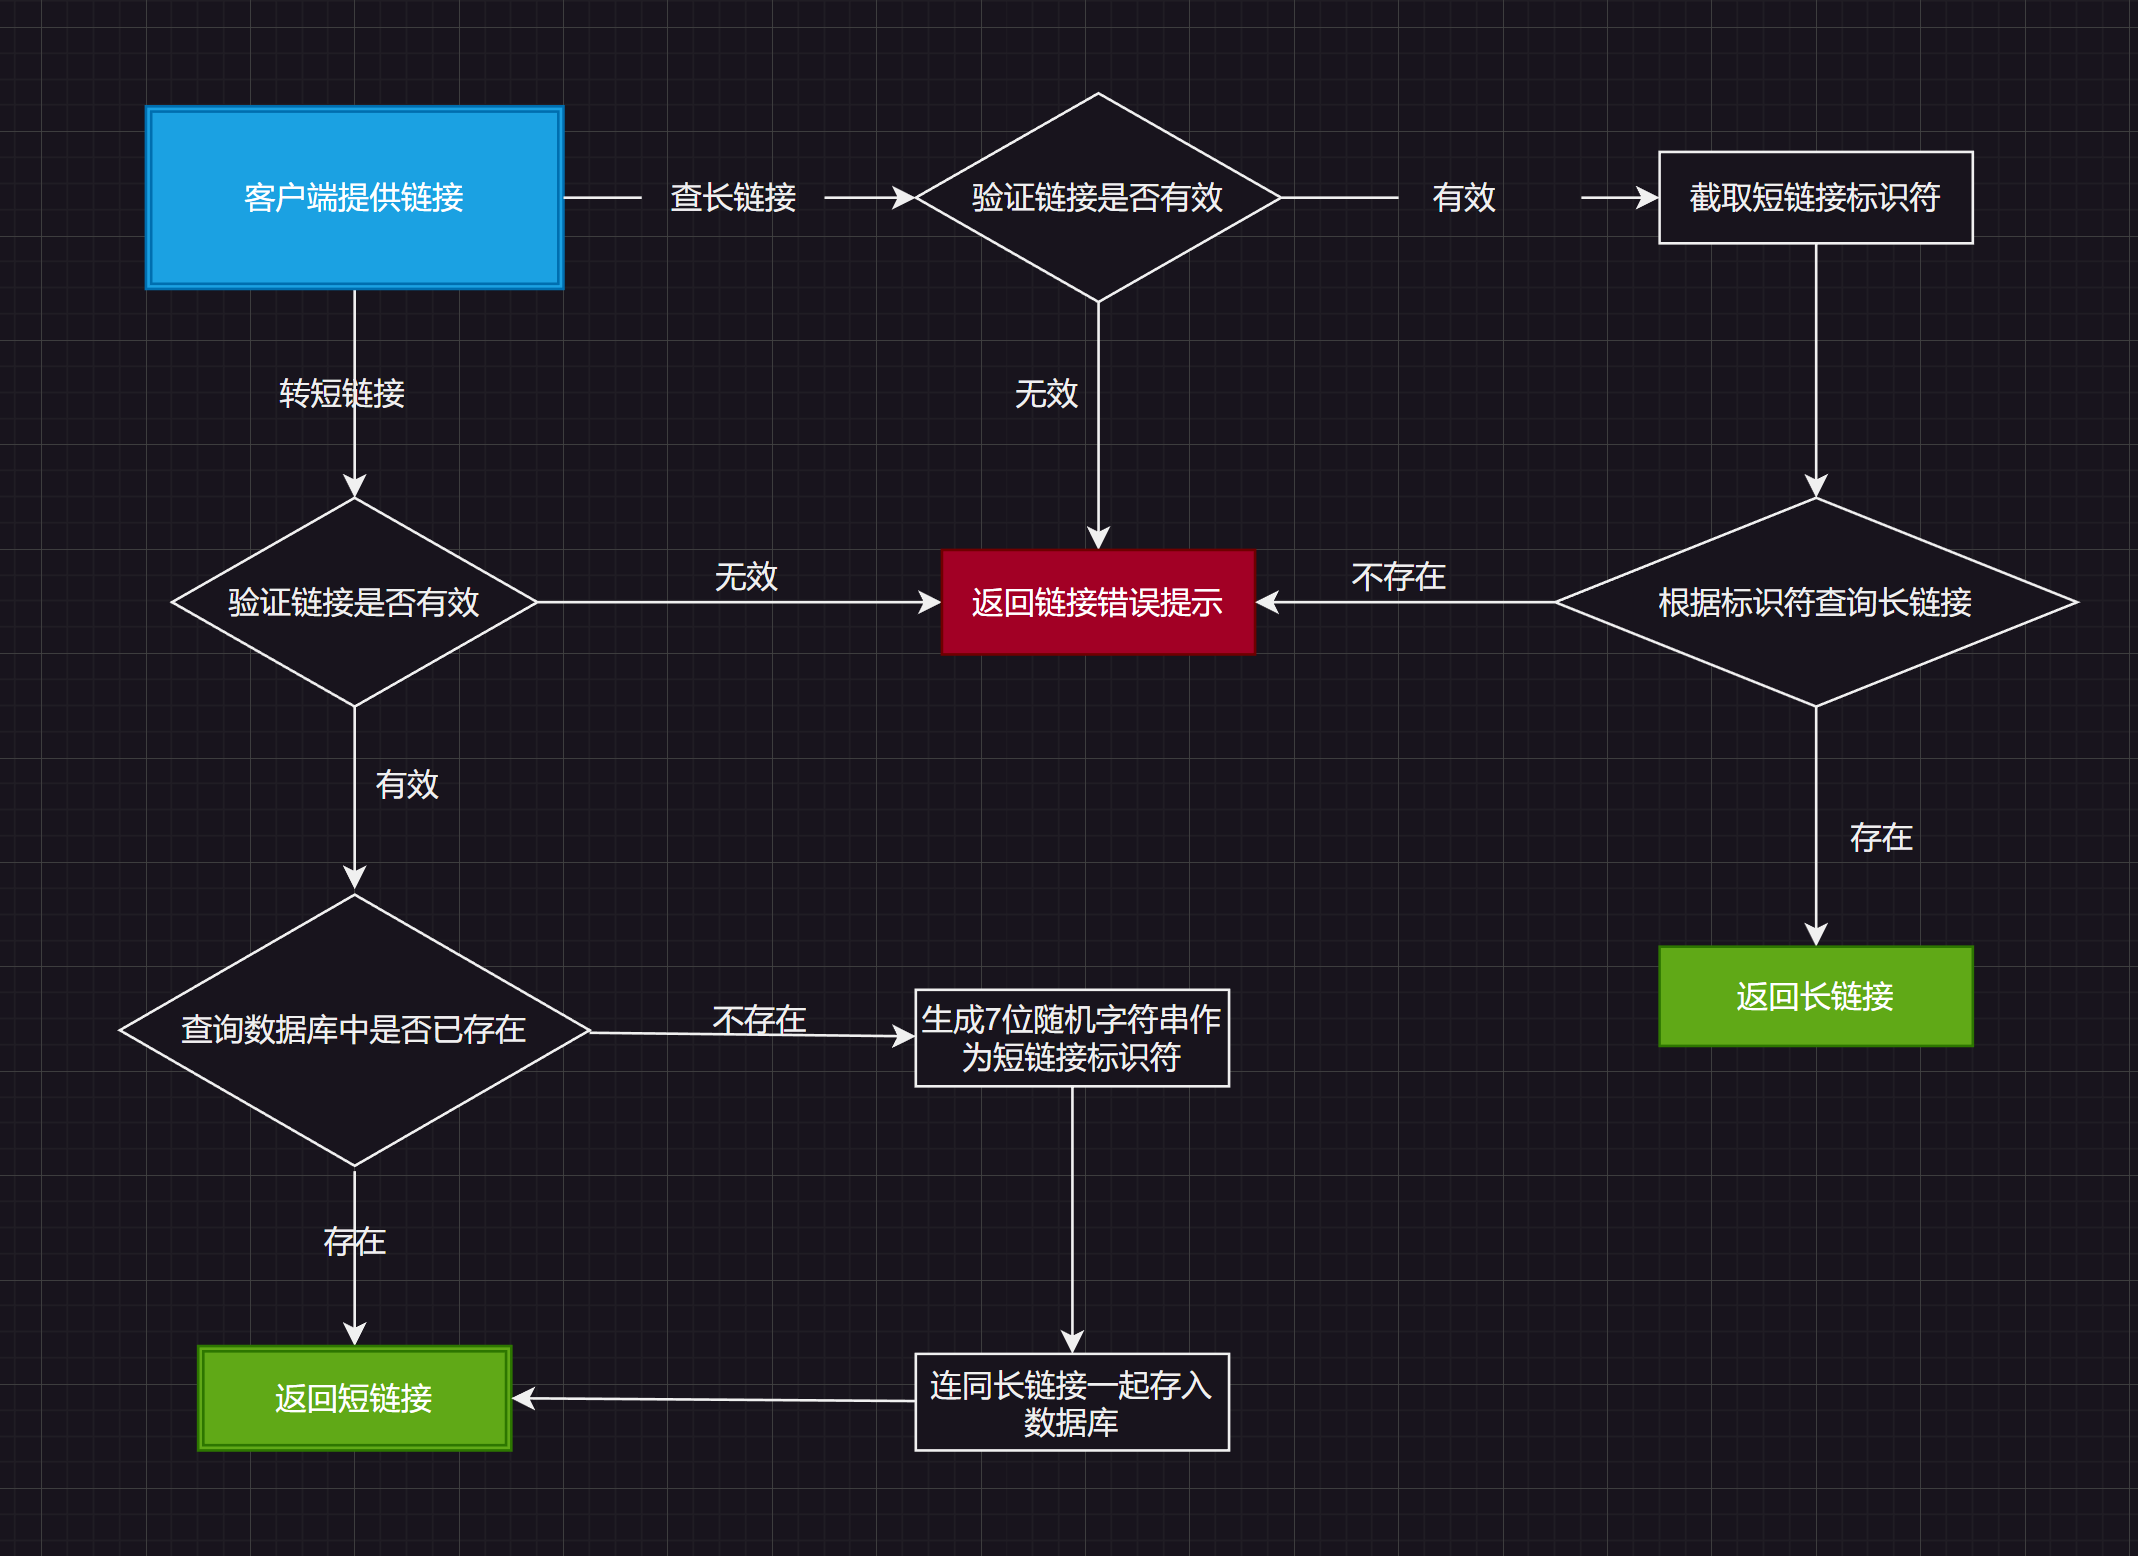 客户端提供链接
查长链接
验证链接是否有效
有效
截取短链接标识符
转短链接
无效
验证链接是否有效
无效
返回链接错误提示
不存在
根据标识符查询长链接
有效
存在
返回长链接
查询数据库中是否已存在
不存在
生成7位随机字符串作
为短链接标识符
存在
返回短链接
连同长链接一起存入
数据库